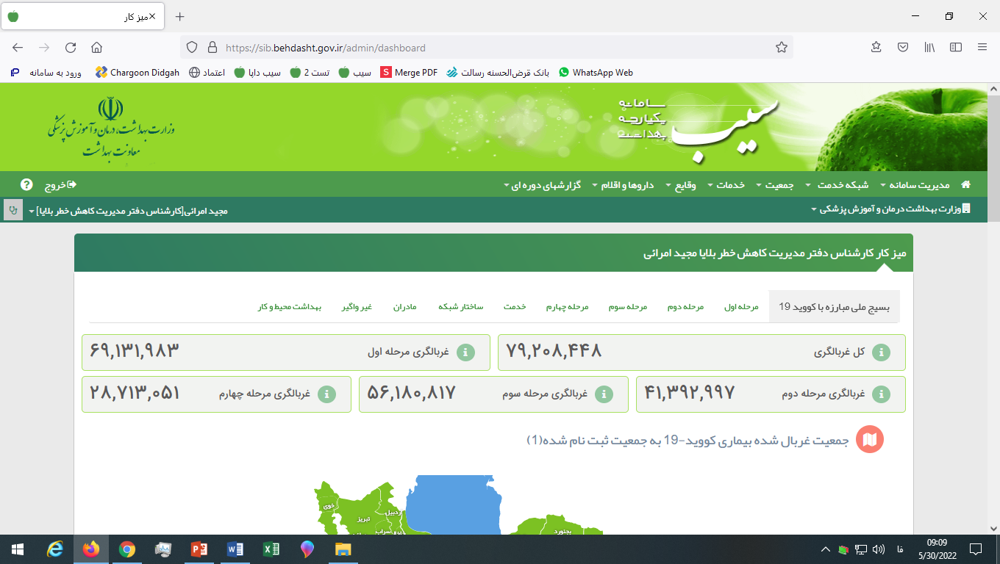 میز کار
https://sib.behdasht.gov.ir/admin/dashboard
ورود به سامانه
Chargoon Didgah
اعتماد
سیب داپا
تست 2
سیب
Merge PDF
بانک قرض‌الحسنه رسالت
WhatsApp Web
سیب
سامانه
یکپارچه
بهداشت
وزارت بهداشت، درمان و آموزش پزشکی
معاونت بهداشت
مدیریت سامانه
شبکه خدمت
جمعیت
خدمات
وقایع
داروها و اقلام
گزارشهای دوره ای
خروج
وزارت بهداشت درمان و آموزش پزشکی
مجید امرائی[کارشناس دفتر مدیریت کاهش خطر بلایا]
میز کار کارشناس دفتر مدیریت کاهش خطر بلایا مجید امرائی
بسیج ملی مبارزه با کووید 19
مرحله اول
مرحله دوم
مرحله سوم
مرحله چهارم
خدمت
ساختار شبکه
مادران
غیر واگیر
بهداشت محیط و کار
کل غربالگری
۷۹,۲۰۸,۴۴۸
غربالگری مرحله اول
۶۹,۱۳۱,۹۸۳
غربالگری مرحله دوم
۴۱,۳۹۲,۹۹۷
غربالگری مرحله سوم
۵۶,۱۸۰,۸۱۷
غربالگری مرحله چهارم
۲۸,۷۱۳,۰۵۱
جمعیت غربال شده بیماری کووید-19 به جمعیت ثبت نام شده(1)
خوی
تبریز
اردبیل
سراب
بجنورد
فا
09:09
5/30/2022